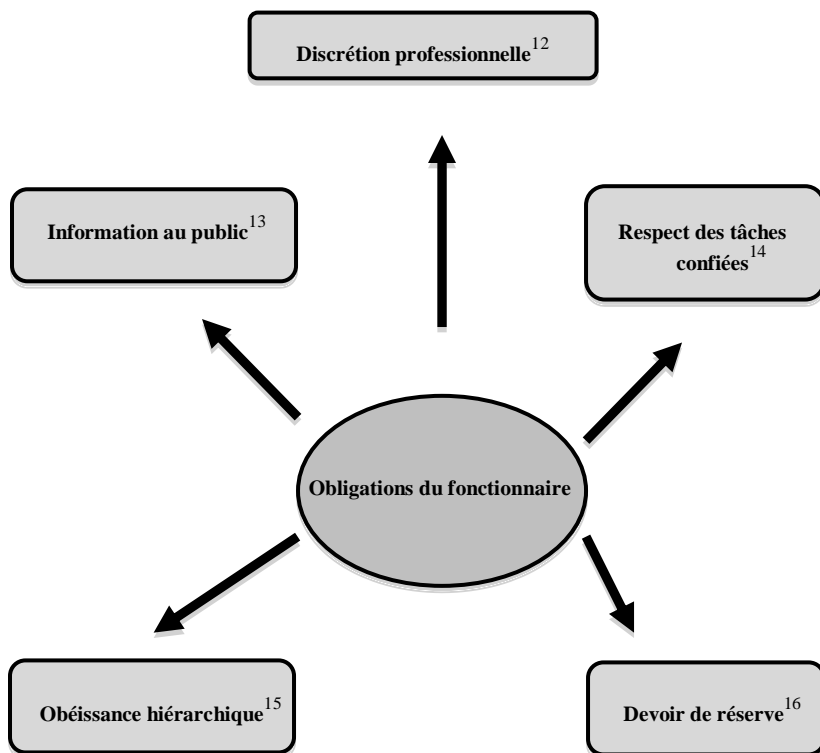 Discrétion professionnelle12
Information au public13
Respect des tâches
confiées14
Obligations du fonctionnaire
Obéissance hiérarchique15
Devoir de réserve16